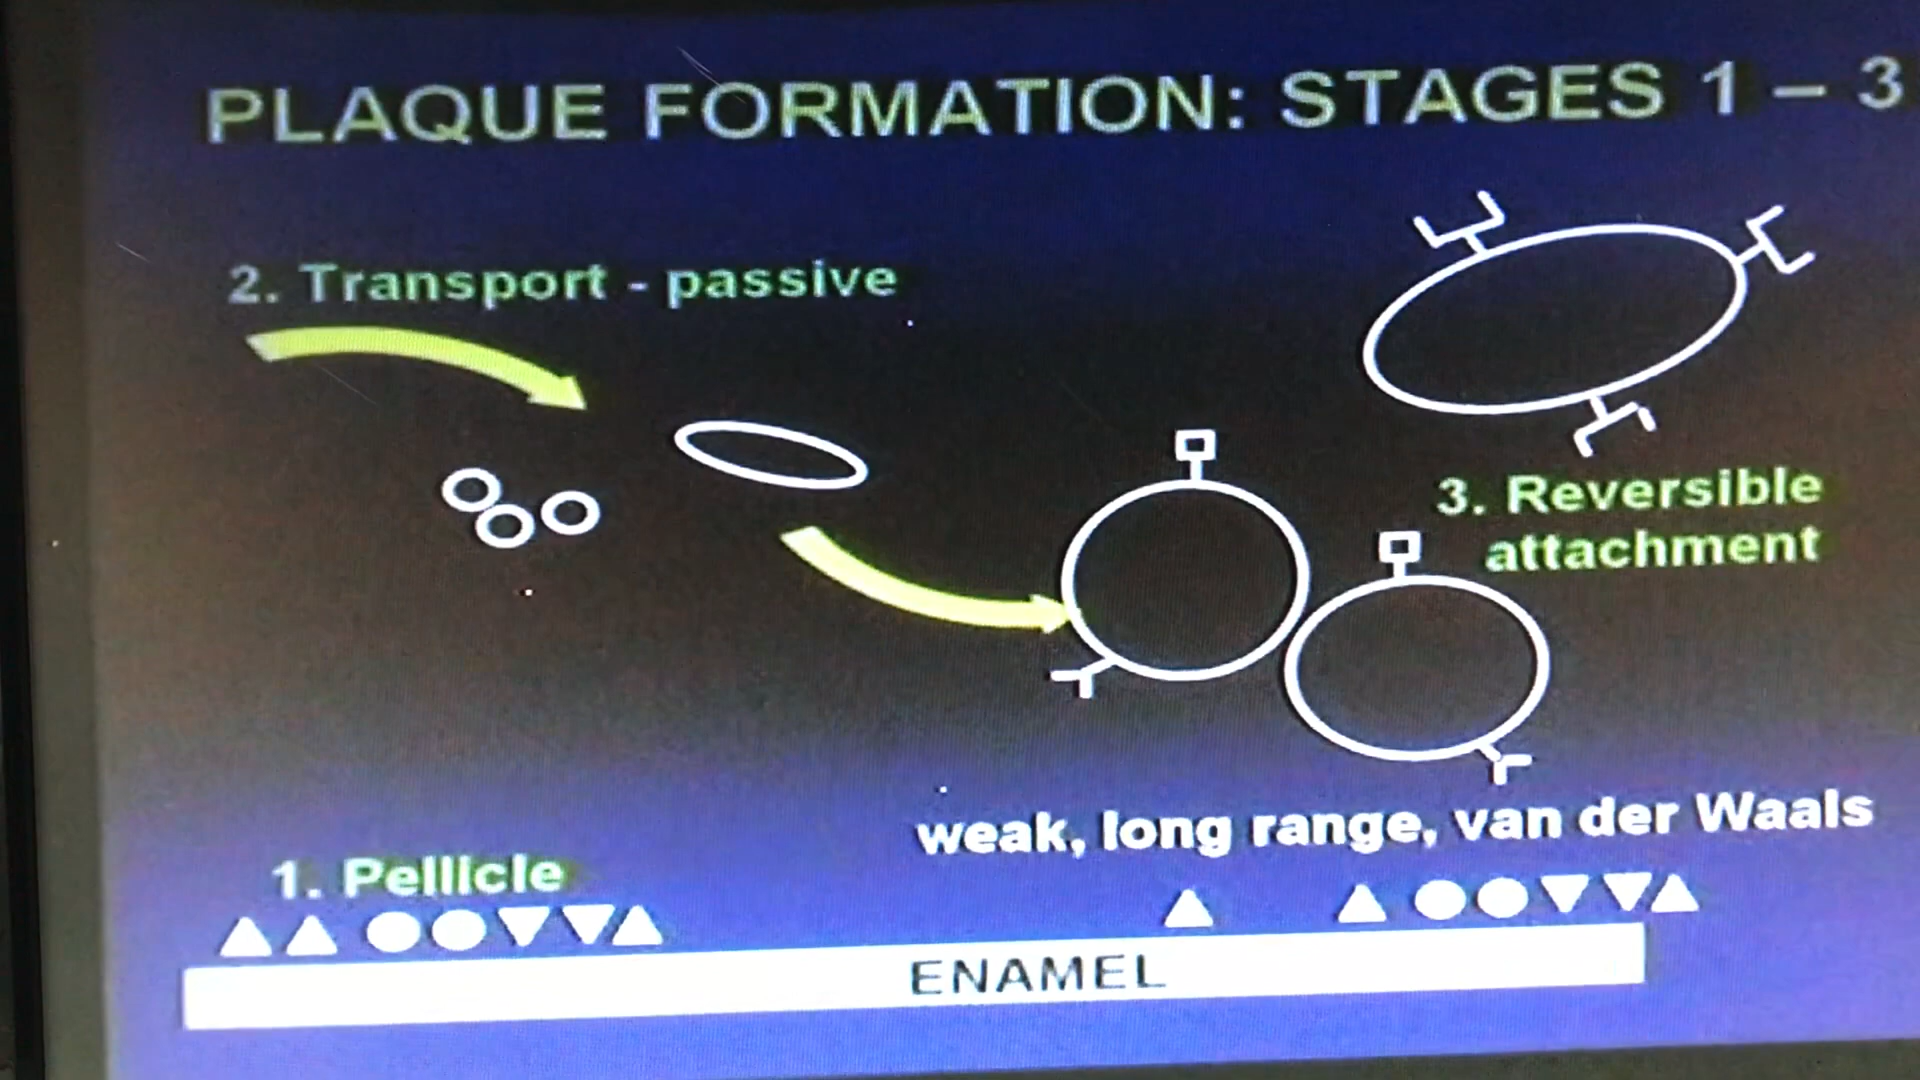 PLAQUE FORMATION: STAGES 1 – 3
2. Transport - passive
3. Reversible
attachment
weak, long range, van der Waals
1. Pellicle
ENAMEL